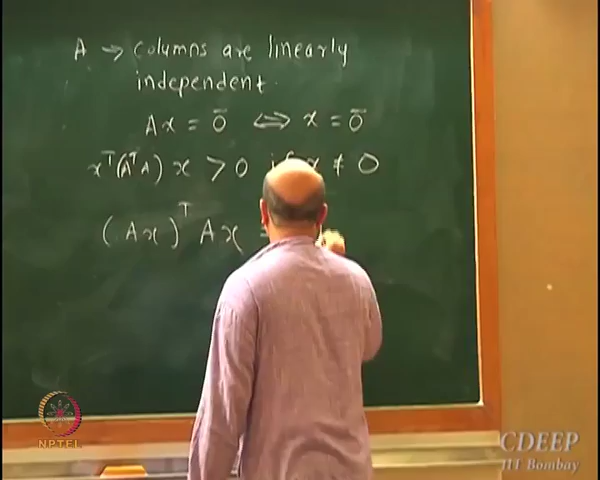 A → columns are linearly
independent.
Ax = 0̄ ⟺ x = 0̄
xᵀ(AᵀA) x > 0 if x ≠ 0
(Ax)ᵀ Ax =
NPTEL
CDEEP
IIT Bombay